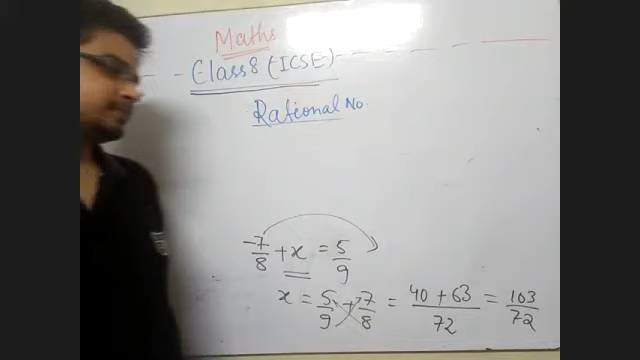 Maths
Class 8 (ICSE)
Rational No.
-7/8 + x = 5/9
x = 5/9 + 7/8 = 40 + 63/72 = 103/72